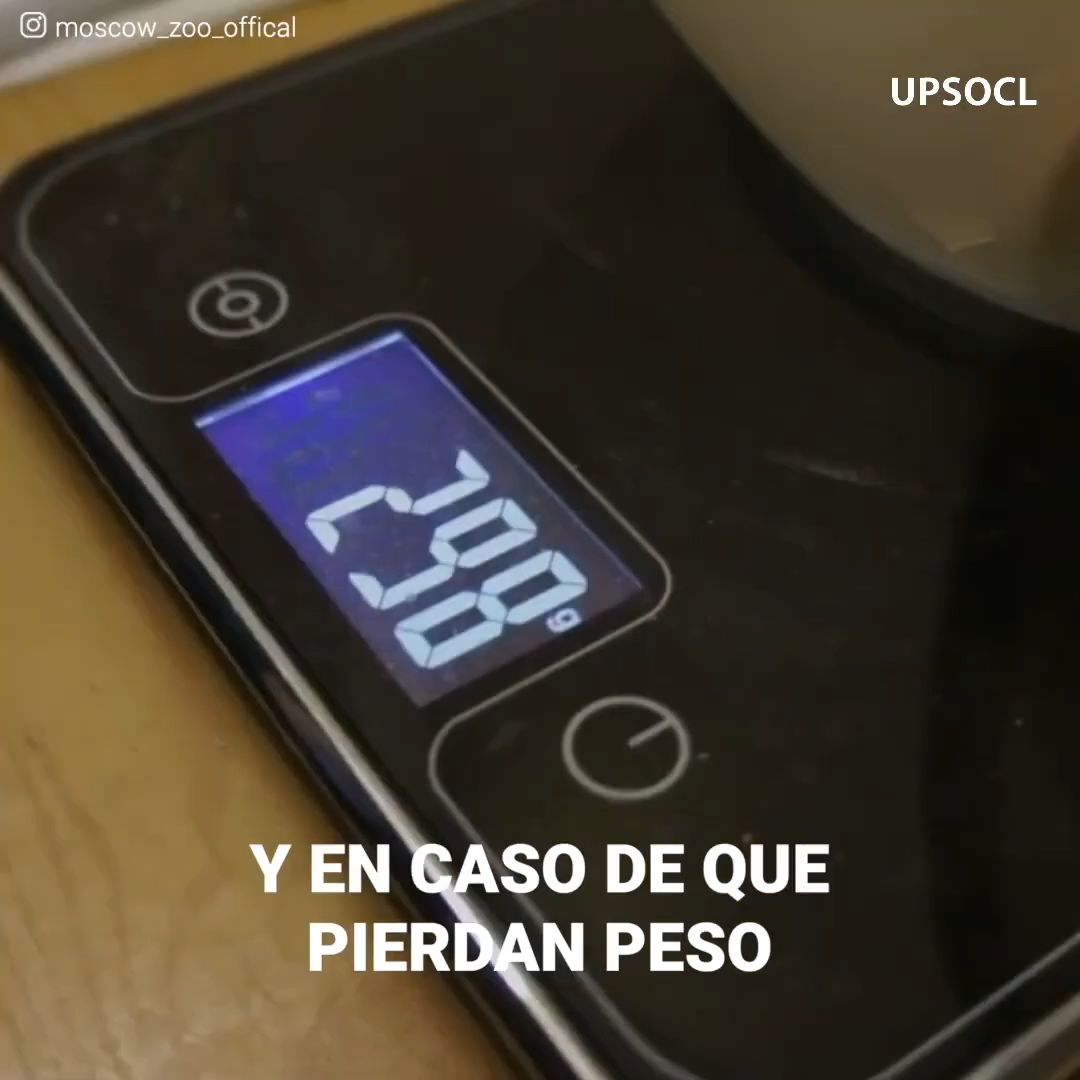 moscow_zoo_offical
UPSOCL
298 g
Y EN CASO DE QUE
PIERDAN PESO